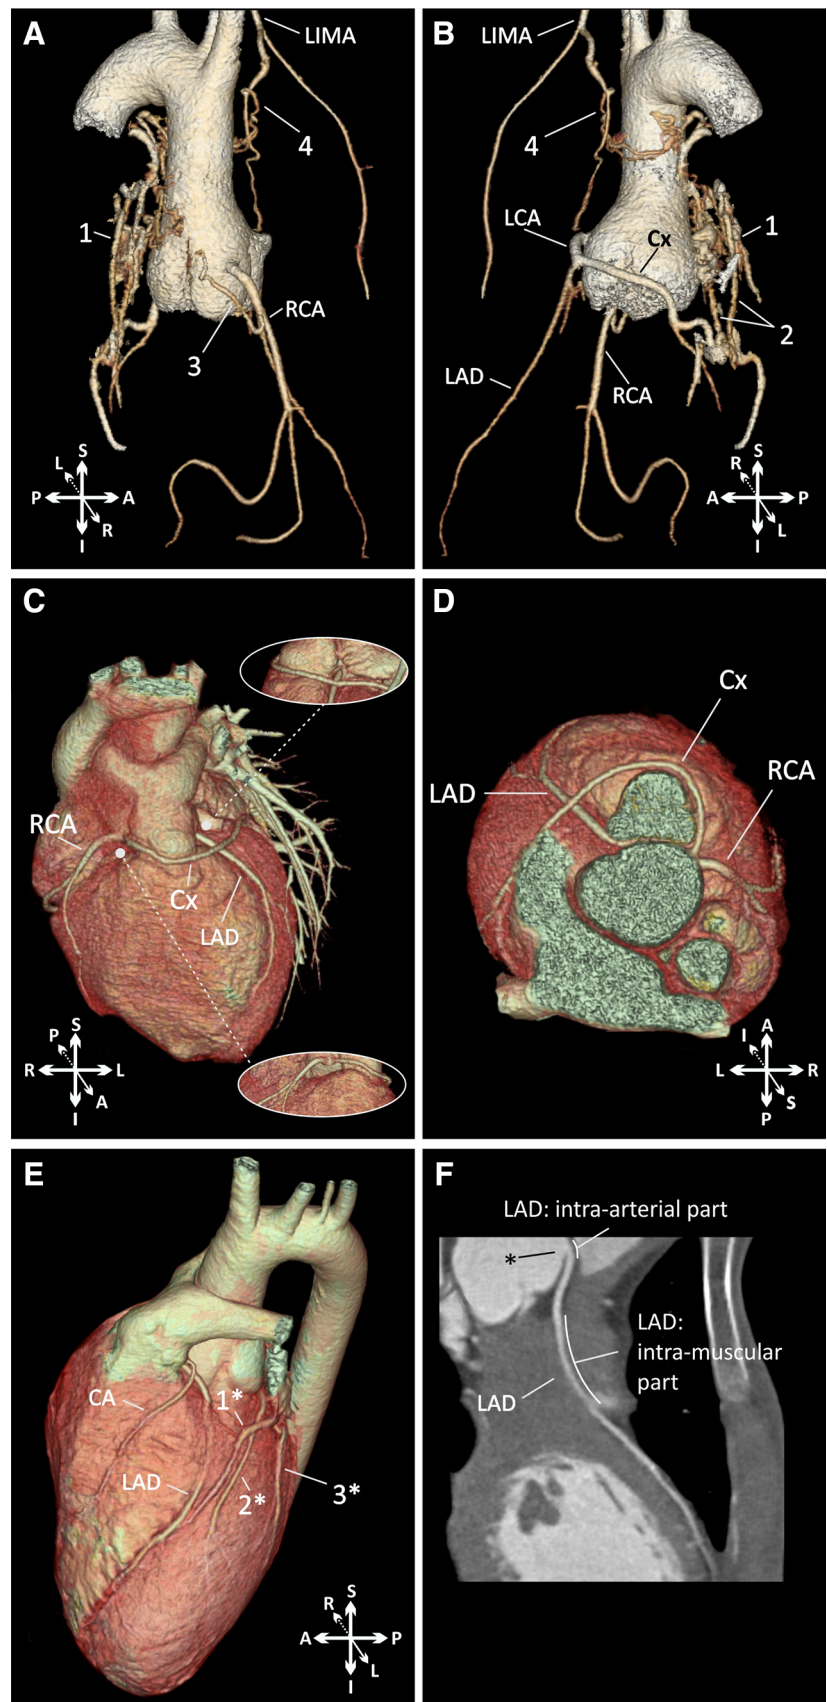 A
LIMA
4
1
RCA
3
S
L
P
A
R
I
B
LIMA
4
LCA
Cx
1
2
LAD
RCA
S
R
A
P
L
I
C
RCA
Cx
LAD
S
P
R
L
A
I
D
Cx
RCA
LAD
A
I
L
R
S
P
E
CA
1*
LAD
2*
3*
S
R
A
P
L
I
F
LAD: intra-arterial part
*
LAD:
intra-muscular
part
LAD